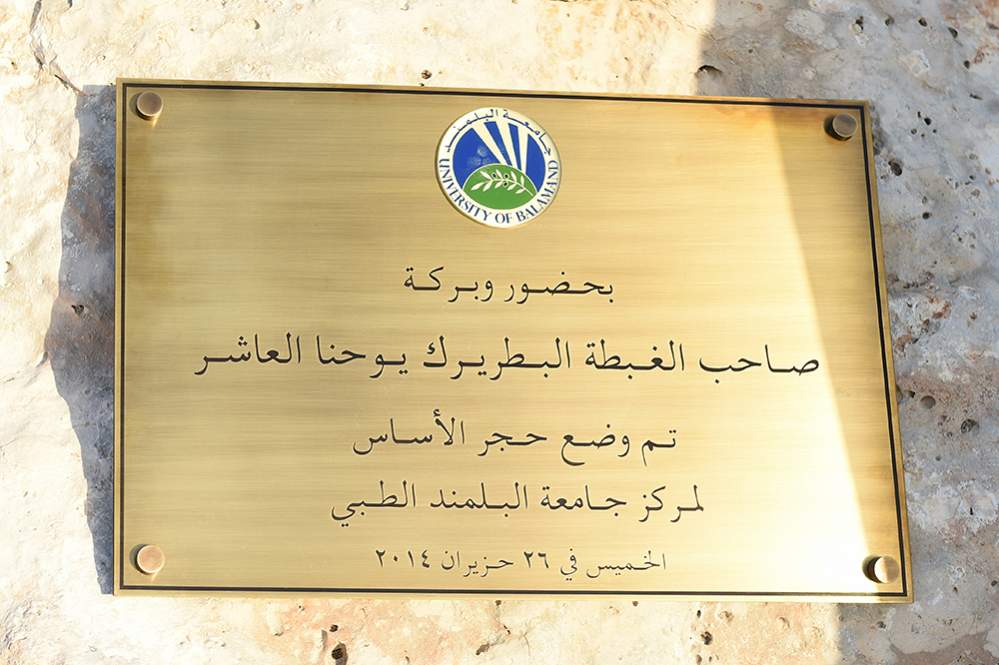 جامعة البلمند
UNIVERSITY OF BALAMAND
بحضور وبركة
صاحب الغبطة البطريرك يوحنا العاشر
تم وضع حجر الأساس
لمركز جامعة البلمند الطبي
الخميس في ٢٦ حزيران ٢٠١٤